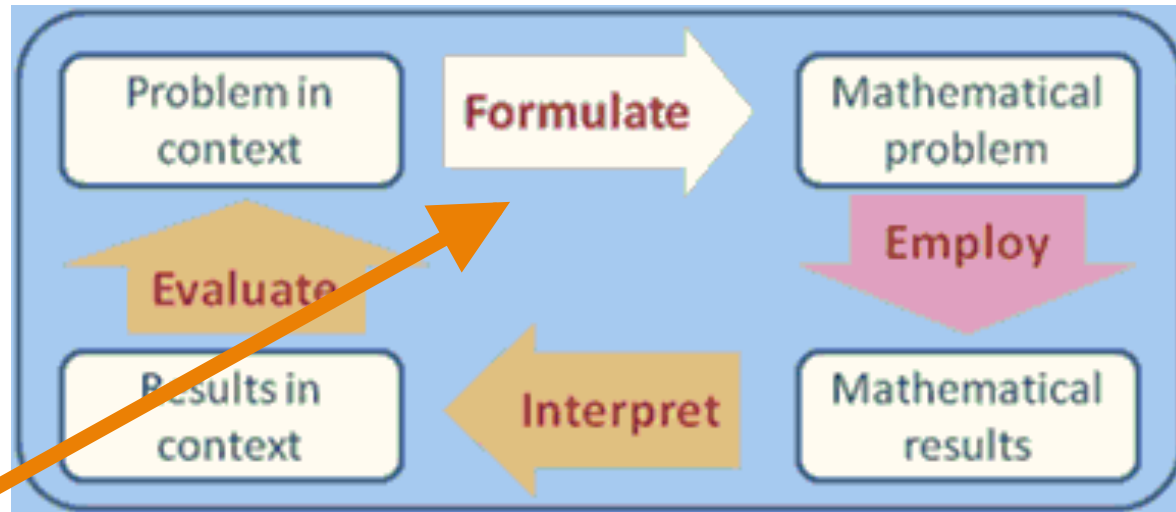 Problem in
context
Formulate
Mathematical
problem
Employ
Evaluate
Results in
context
Interpret
Mathematical
results